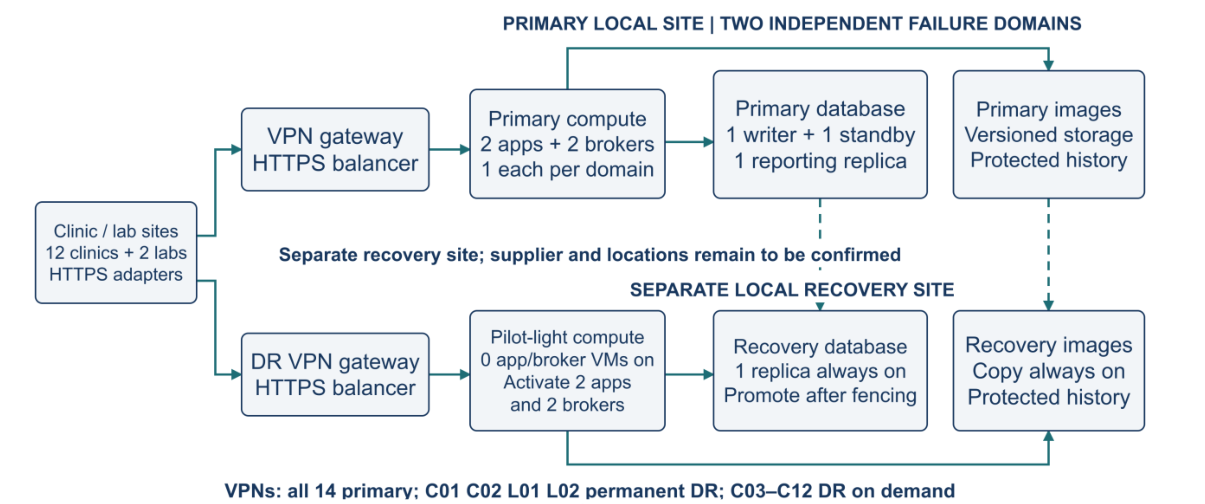 PRIMARY LOCAL SITE | TWO INDEPENDENT FAILURE DOMAINS
VPN gateway
HTTPS balancer
Primary compute
2 apps + 2 brokers
1 each per domain
Primary database
1 writer + 1 standby
1 reporting replica
Primary images
Versioned storage
Protected history
Clinic / lab sites
12 clinics + 2 labs
HTTPS adapters
Separate recovery site; supplier and locations remain to be confirmed
SEPARATE LOCAL RECOVERY SITE
DR VPN gateway
HTTPS balancer
Pilot-light compute
0 app/broker VMs on
Activate 2 apps
and 2 brokers
Recovery database
1 replica always on
Promote after fencing
Recovery images
Copy always on
Protected history
VPNs: all 14 primary; C01 C02 L01 L02 permanent DR; C03–C12 DR on demand